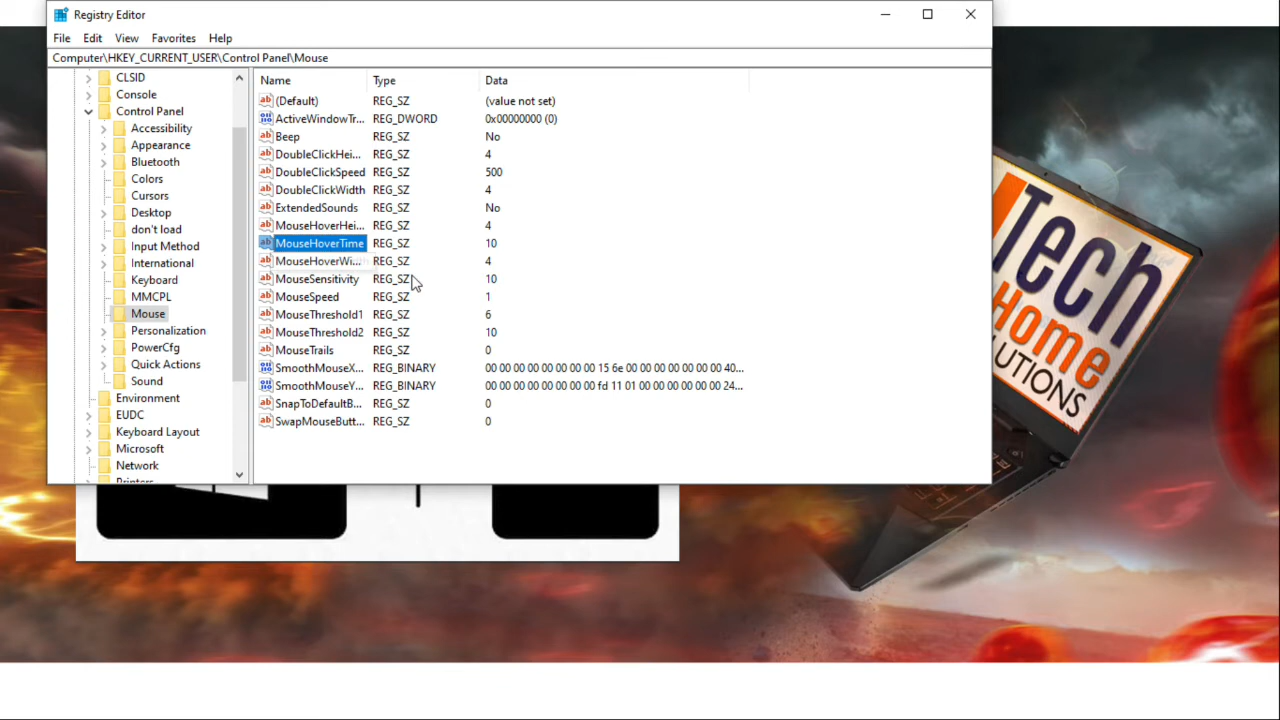 Registry Editor
File Edit View Favorites Help
Computer\HKEY_CURRENT_USER\Control Panel\Mouse
CLSID
Console
Control Panel
Accessibility
Appearance
Bluetooth
Colors
Cursors
Desktop
don't load
Input Method
International
Keyboard
MMCPL
Mouse
Personalization
PowerCfg
Quick Actions
Sound
Environment
EUDC
Keyboard Layout
Microsoft
Network
Printers
Name Type Data
(Default) REG_SZ (value not set)
ActiveWindowTr... REG_DWORD 0x00000000 (0)
Beep REG_SZ No
DoubleClickHei... REG_SZ 4
DoubleClickSpeed REG_SZ 500
DoubleClickWidth REG_SZ 4
ExtendedSounds REG_SZ No
MouseHoverHei... REG_SZ 4
MouseHoverTime REG_SZ 10
MouseHoverWi... REG_SZ 4
MouseSensitivity REG_SZ 10
MouseSpeed REG_SZ 1
MouseThreshold1 REG_SZ 6
MouseThreshold2 REG_SZ 10
MouseTrails REG_SZ 0
SmoothMouseX... REG_BINARY 00 00 00 00 00 00 00 00 15 6e 00 00 00 00 00 00 00 40...
SmoothMouseY... REG_BINARY 00 00 00 00 00 00 00 00 fd 11 01 00 00 00 00 00 00 24...
SnapToDefaultB... REG_SZ 0
SwapMouseButt... REG_SZ 0
Tech
Home